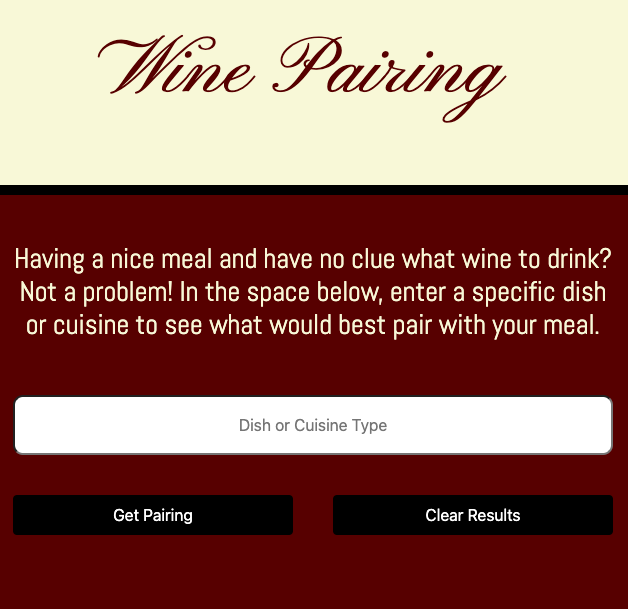 Wine Pairing
Having a nice meal and have no clue what wine to drink?
Not a problem! In the space below, enter a specific dish
or cuisine to see what would best pair with your meal.
Dish or Cuisine Type
Get Pairing
Clear Results